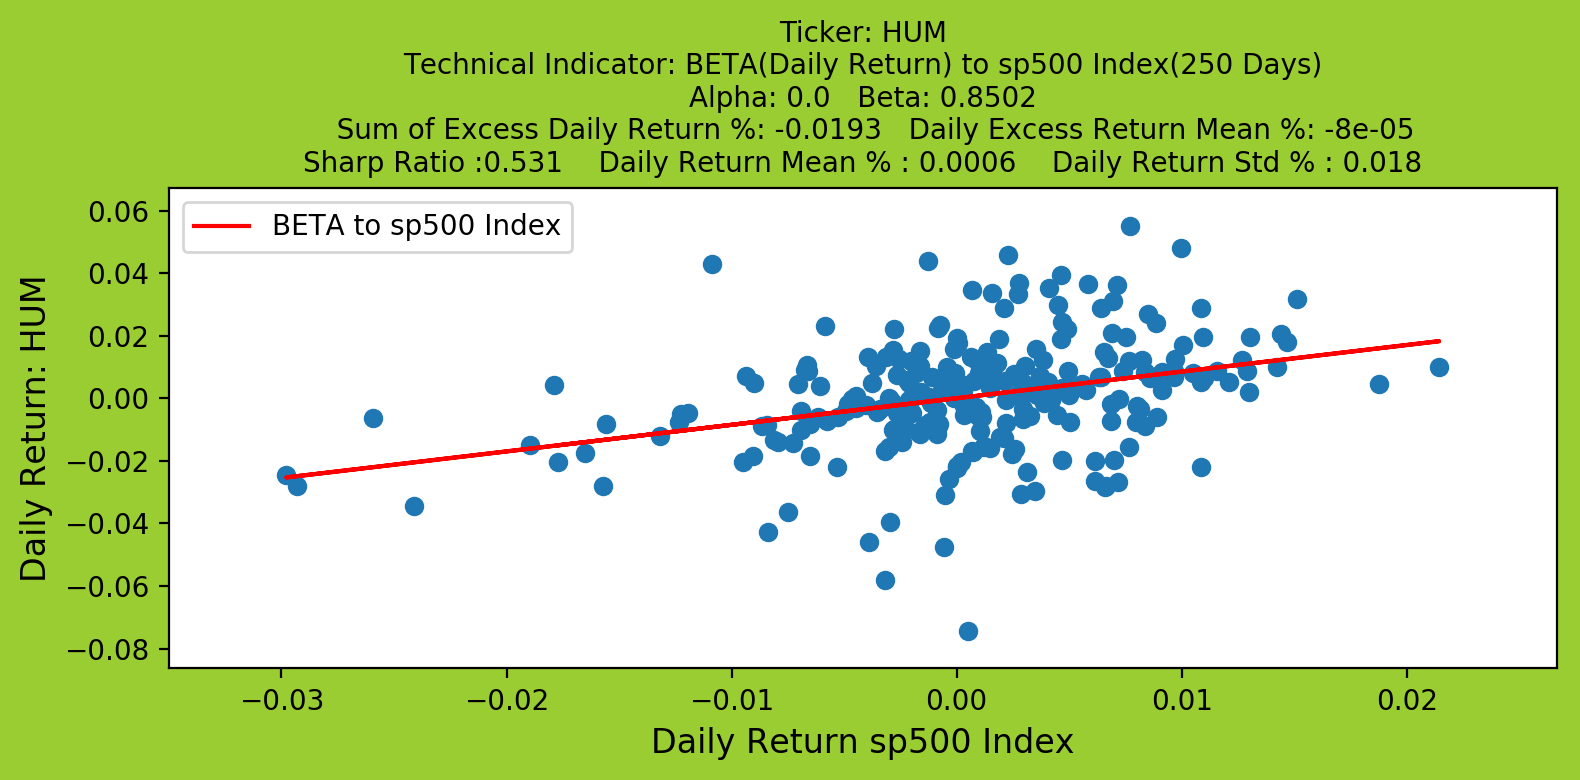 Ticker: HUM
Technical Indicator: BETA(Daily Return) to sp500 Index(250 Days)
Alpha: 0.0   Beta: 0.8502
Sum of Excess Daily Return %: -0.0193   Daily Excess Return Mean %: -8e-05
Sharp Ratio :0.531    Daily Return Mean % : 0.0006    Daily Return Std % : 0.018
BETA to sp500 Index
Daily Return: HUM
0.06
0.04
0.02
0.00
−0.02
−0.04
−0.06
−0.08
−0.03
−0.02
−0.01
0.00
0.01
0.02
Daily Return sp500 Index